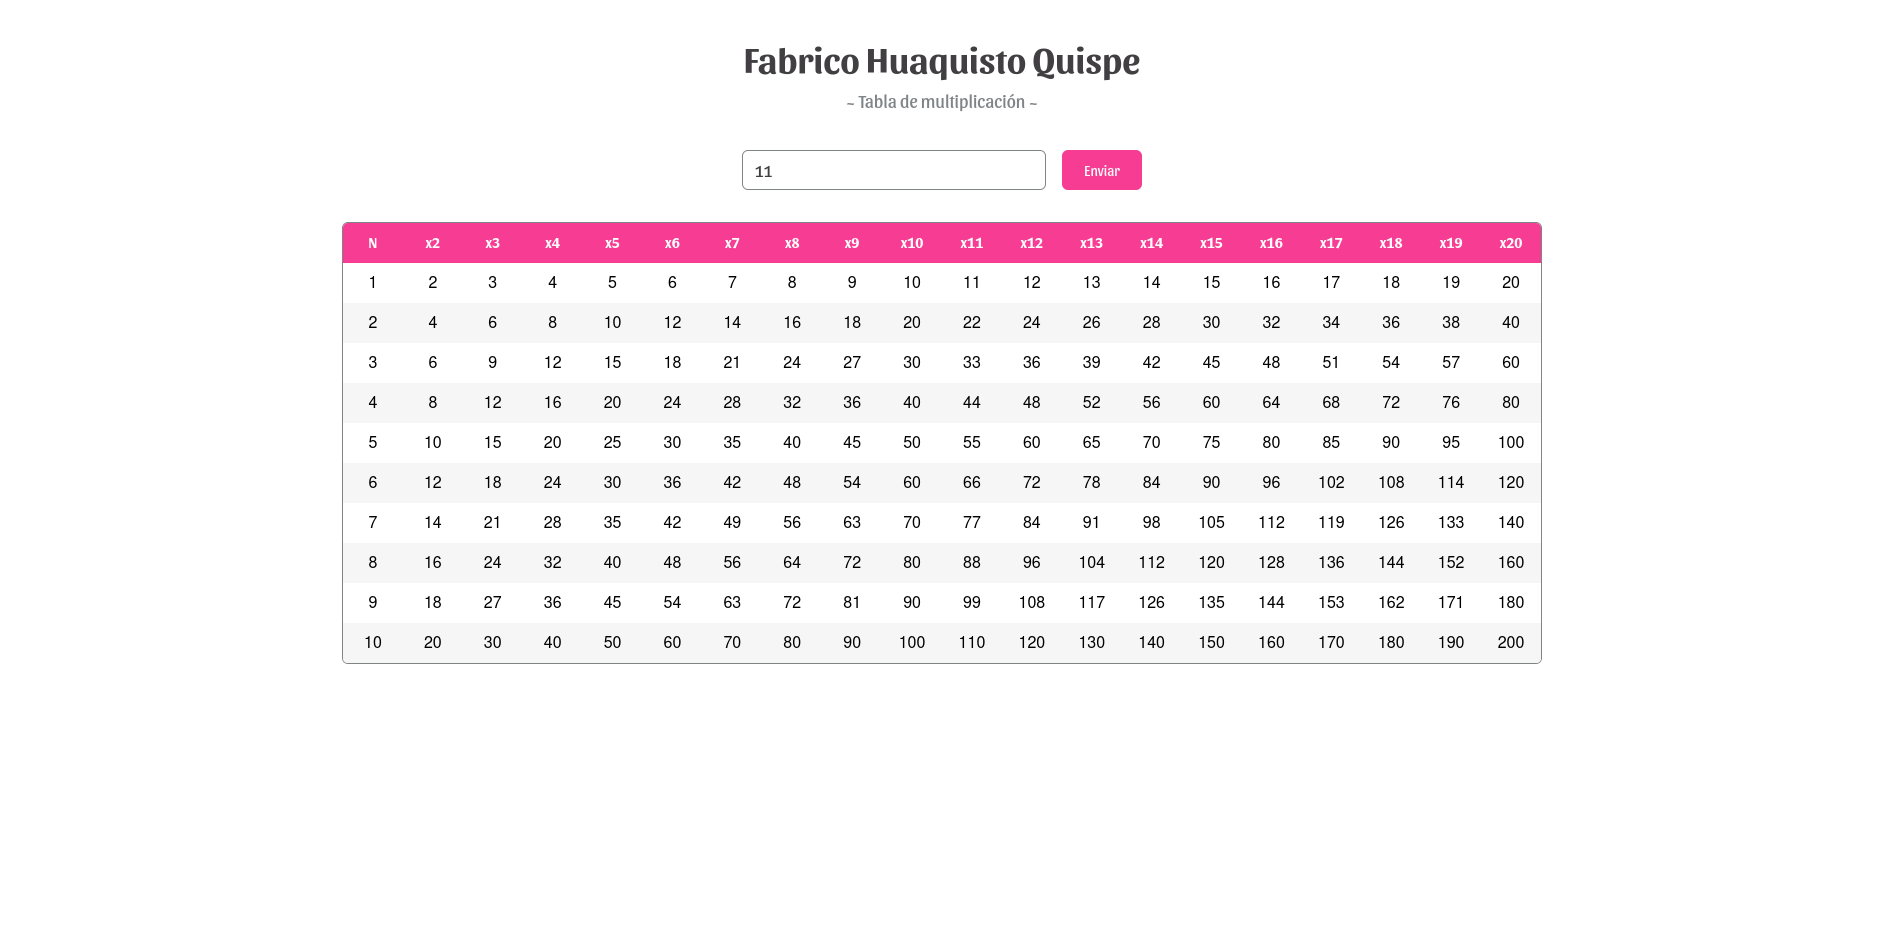 Fabrico Huaquisto Quispe
~ Tabla de multiplicación ~
11 Enviar
N x2 x3 x4 x5 x6 x7 x8 x9 x10 x11 x12 x13 x14 x15 x16 x17 x18 x19 x20
1 2 3 4 5 6 7 8 9 10 11 12 13 14 15 16 17 18 19 20
2 4 6 8 10 12 14 16 18 20 22 24 26 28 30 32 34 36 38 40
3 6 9 12 15 18 21 24 27 30 33 36 39 42 45 48 51 54 57 60
4 8 12 16 20 24 28 32 36 40 44 48 52 56 60 64 68 72 76 80
5 10 15 20 25 30 35 40 45 50 55 60 65 70 75 80 85 90 95 100
6 12 18 24 30 36 42 48 54 60 66 72 78 84 90 96 102 108 114 120
7 14 21 28 35 42 49 56 63 70 77 84 91 98 105 112 119 126 133 140
8 16 24 32 40 48 56 64 72 80 88 96 104 112 120 128 136 144 152 160
9 18 27 36 45 54 63 72 81 90 99 108 117 126 135 144 153 162 171 180
10 20 30 40 50 60 70 80 90 100 110 120 130 140 150 160 170 180 190 200